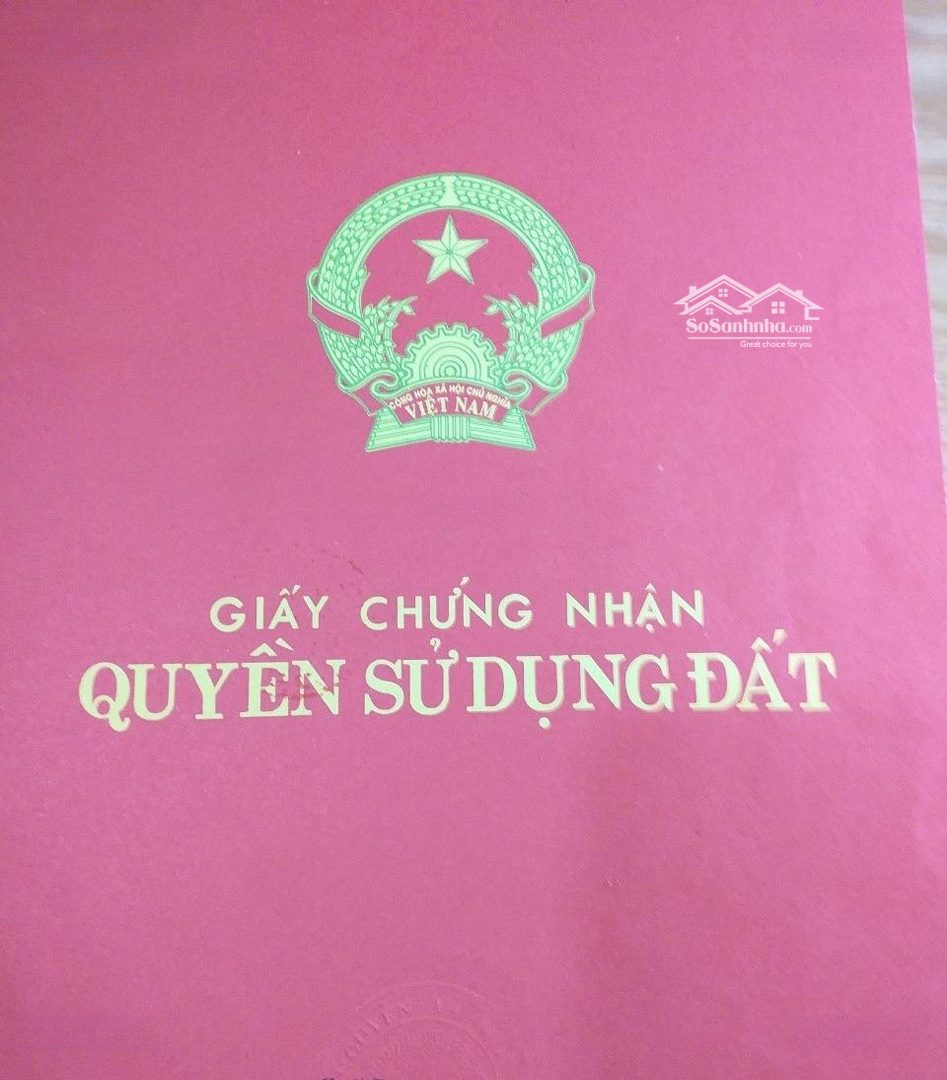 SoSanhnha.com
Great choice for you
CỘNG HÒA XÃ HỘI CHỦ NGHĨA
VIỆT NAM
GIẤY CHỨNG NHẬN
QUYỀN SỬ DỤNG ĐẤT